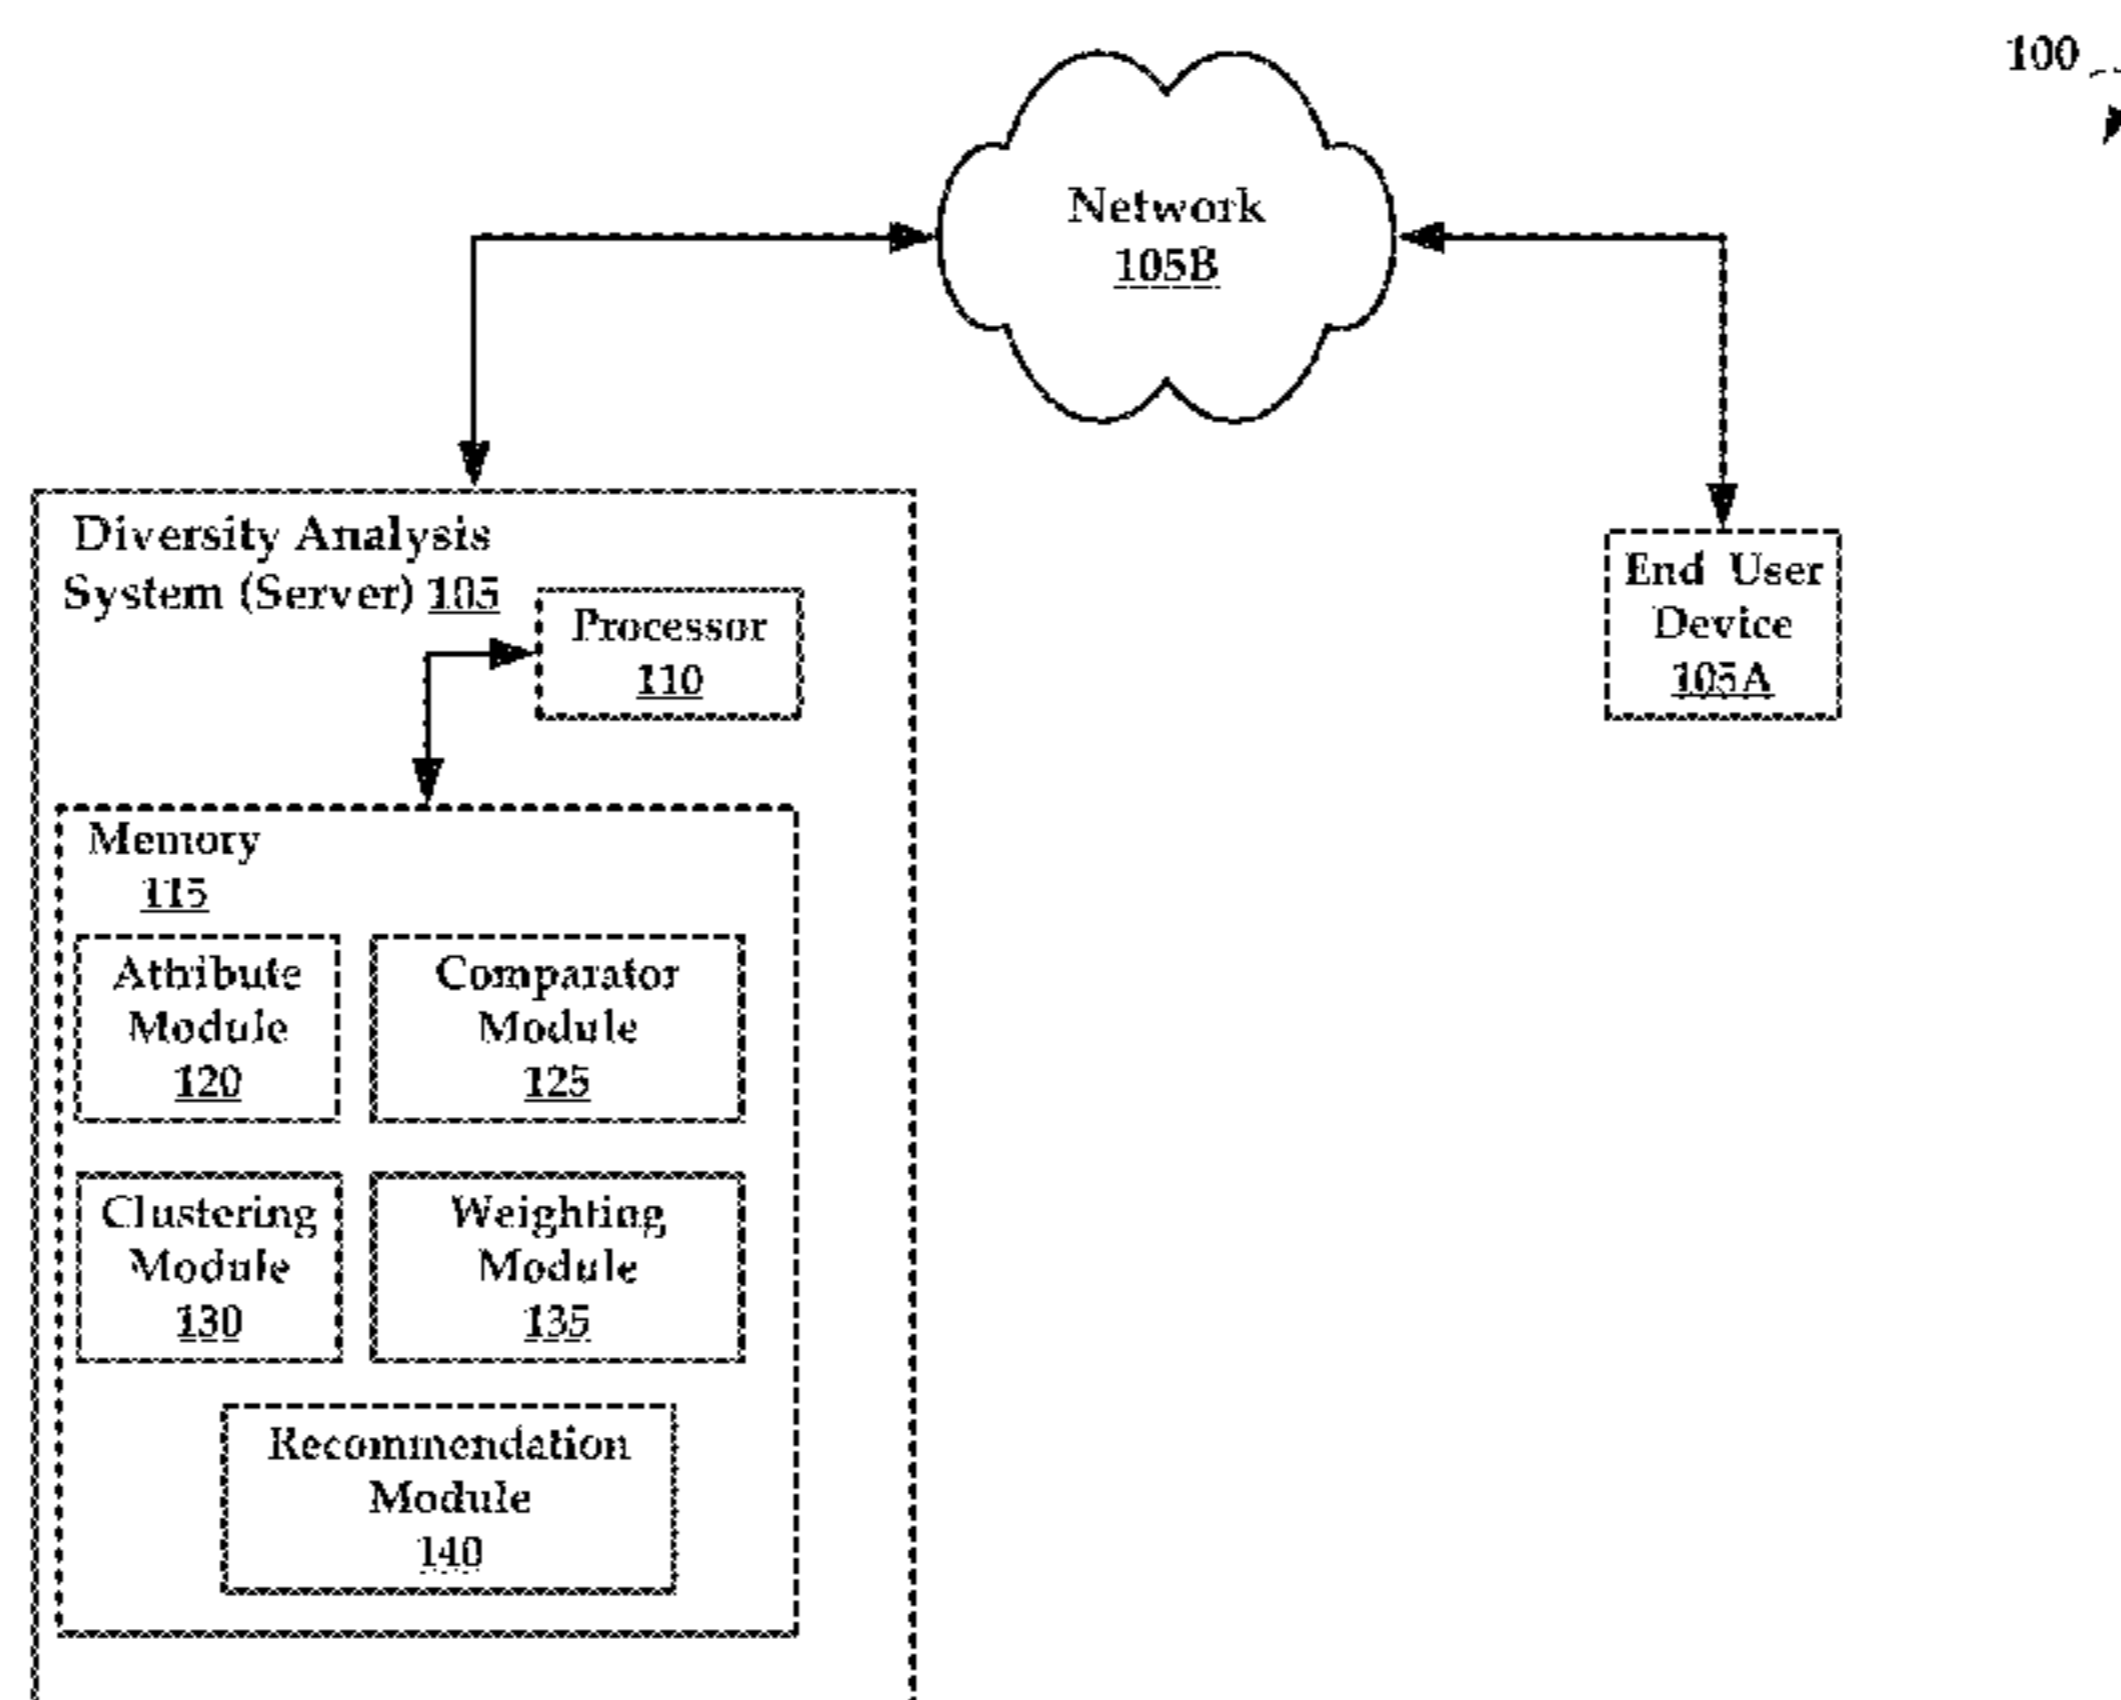 100
Network
105B
Diversity Analysis
System (Server) 105
Processor
110
End User
Device
105A
Memory
115
Attribute
Module
120
Comparator
Module
125
Clustering
Module
130
Weighting
Module
135
Recommendation
Module
140